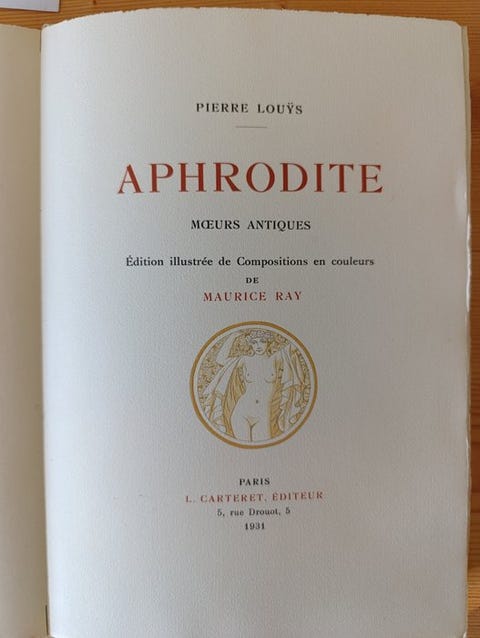 PIERRE LOUŸS
APHRODITE
MŒURS ANTIQUES
Édition illustrée de Compositions en couleurs
DE
MAURICE RAY
PARIS
L. CARTERET, ÉDITEUR
5, rue Drouot, 5
1931